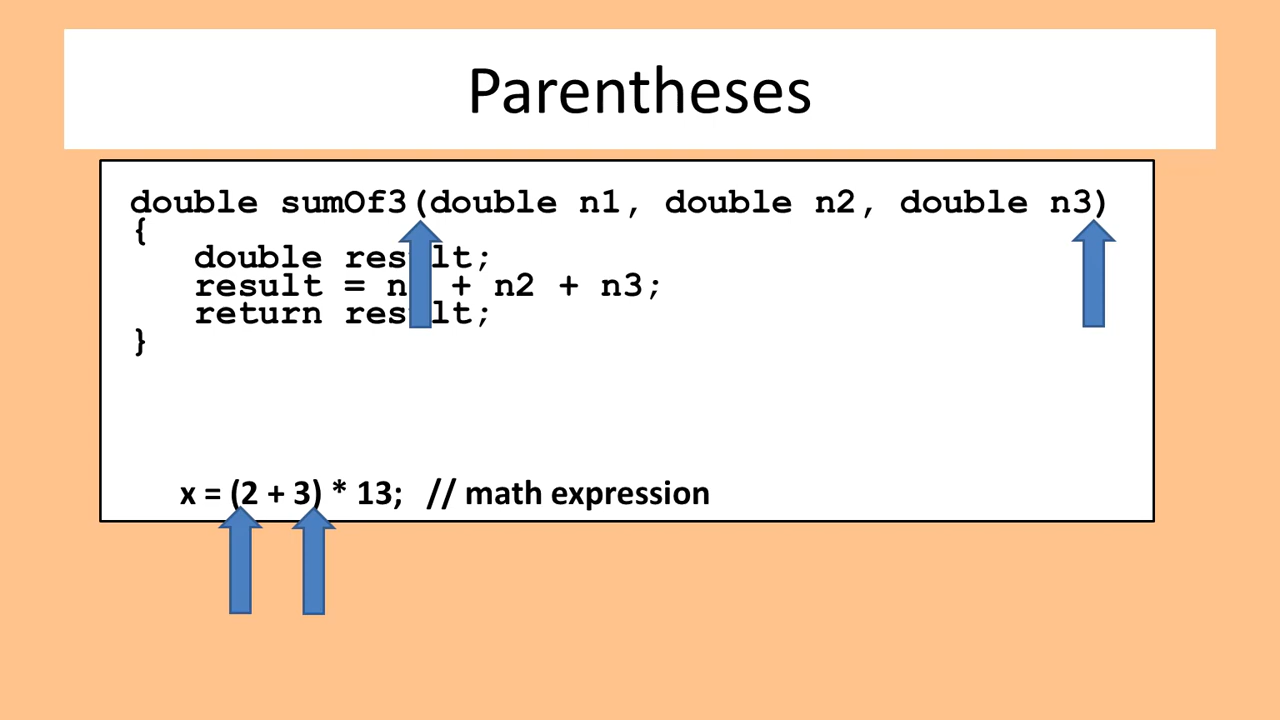 Parentheses
double sumOf3(double n1, double n2, double n3)
{
double result;
result = n1 + n2 + n3;
return result;
}
x = (2 + 3) * 13; // math expression